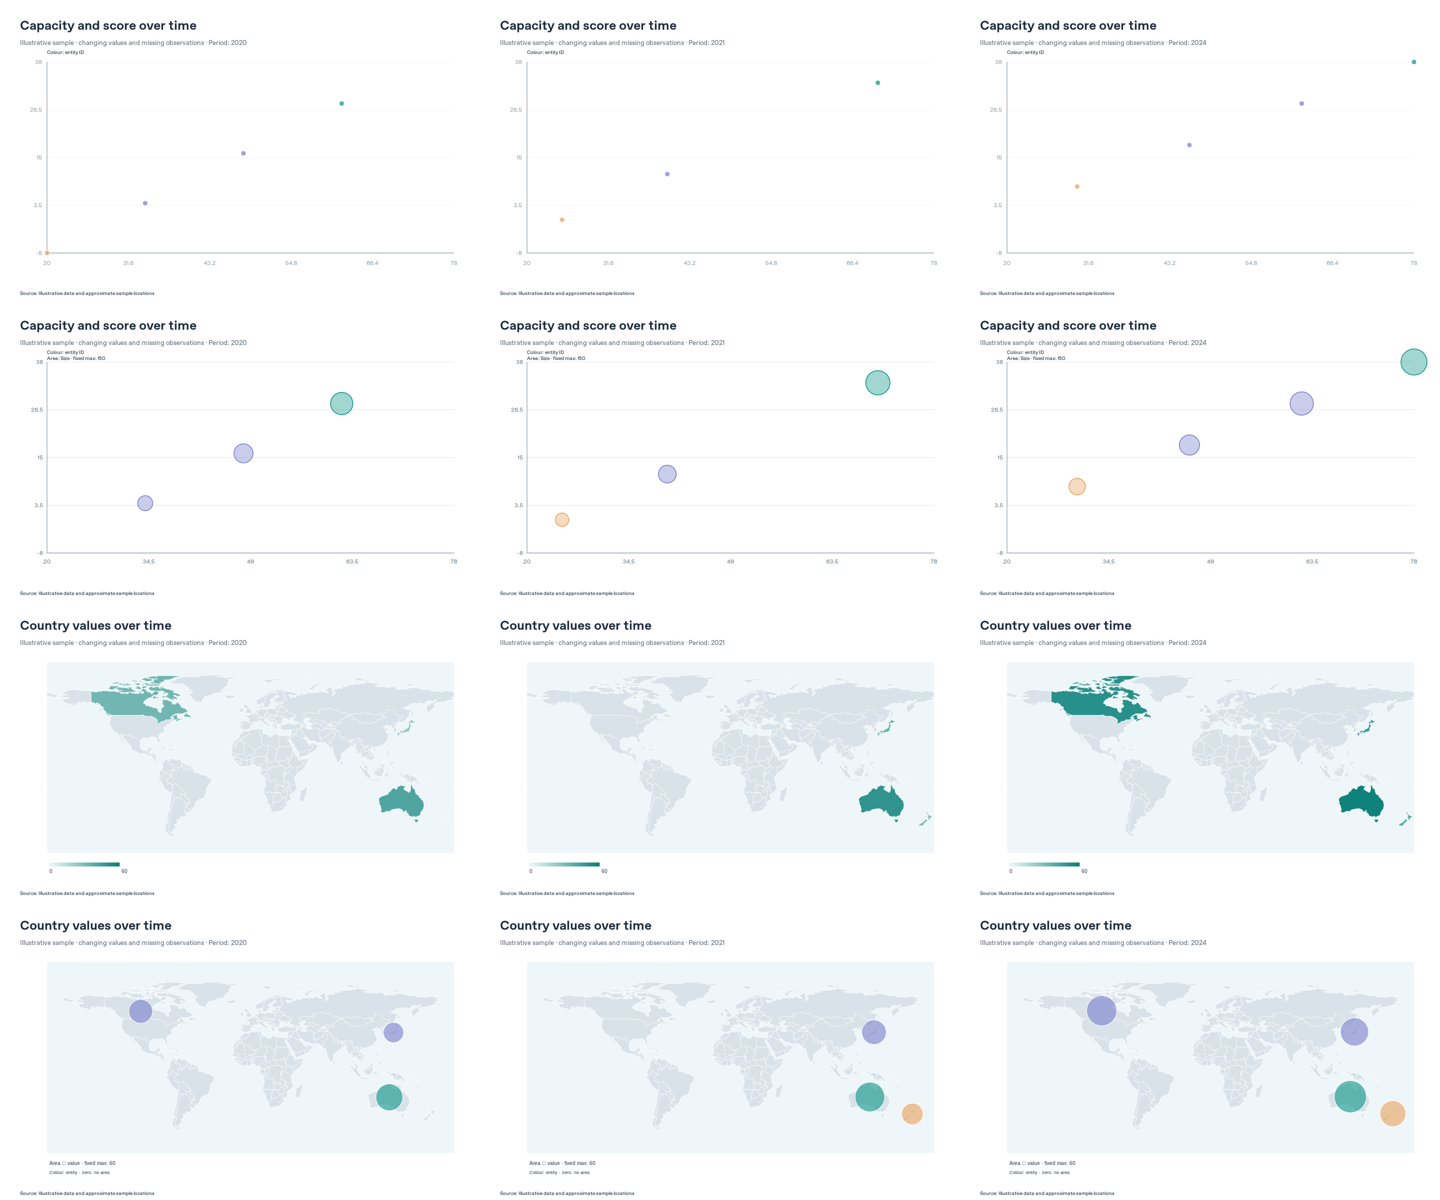 Capacity and score over time
Illustrative sample · changing values and missing observations · Period: 2020
Colour: entity ID
38
26.5
15
3.5
-8
20 31.6 43.2 54.8 66.4 78
Source: Illustrative data and approximate sample locations
Capacity and score over time
Illustrative sample · changing values and missing observations · Period: 2021
Colour: entity ID
38
26.5
15
3.5
-8
20 31.6 43.2 54.8 66.4 78
Source: Illustrative data and approximate sample locations
Capacity and score over time
Illustrative sample · changing values and missing observations · Period: 2024
Colour: entity ID
38
26.5
15
3.5
-8
20 31.6 43.2 54.8 66.4 78
Source: Illustrative data and approximate sample locations
Capacity and score over time
Illustrative sample · changing values and missing observations · Period: 2020
Colour: entity ID
Area: Size · fixed max: 150
38
26.5
15
3.5
-8
20 34.5 49 63.5 78
Source: Illustrative data and approximate sample locations
Capacity and score over time
Illustrative sample · changing values and missing observations · Period: 2021
Colour: entity ID
Area: Size · fixed max: 150
38
26.5
15
3.5
-8
20 34.5 49 63.5 78
Source: Illustrative data and approximate sample locations
Capacity and score over time
Illustrative sample · changing values and missing observations · Period: 2024
Colour: entity ID
Area: Size · fixed max: 150
38
26.5
15
3.5
-8
20 34.5 49 63.5 78
Source: Illustrative data and approximate sample locations
Country values over time
Illustrative sample · changing values and missing observations · Period: 2020
0 60
Source: Illustrative data and approximate sample locations
Country values over time
Illustrative sample · changing values and missing observations · Period: 2021
0 60
Source: Illustrative data and approximate sample locations
Country values over time
Illustrative sample · changing values and missing observations · Period: 2024
0 60
Source: Illustrative data and approximate sample locations
Country values over time
Illustrative sample · changing values and missing observations · Period: 2020
Area □ value · fixed max: 60
Colour: entity · zero: no area
Source: Illustrative data and approximate sample locations
Country values over time
Illustrative sample · changing values and missing observations · Period: 2021
Area □ value · fixed max: 60
Colour: entity · zero: no area
Source: Illustrative data and approximate sample locations
Country values over time
Illustrative sample · changing values and missing observations · Period: 2024
Area □ value · fixed max: 60
Colour: entity · zero: no area
Source: Illustrative data and approximate sample locations